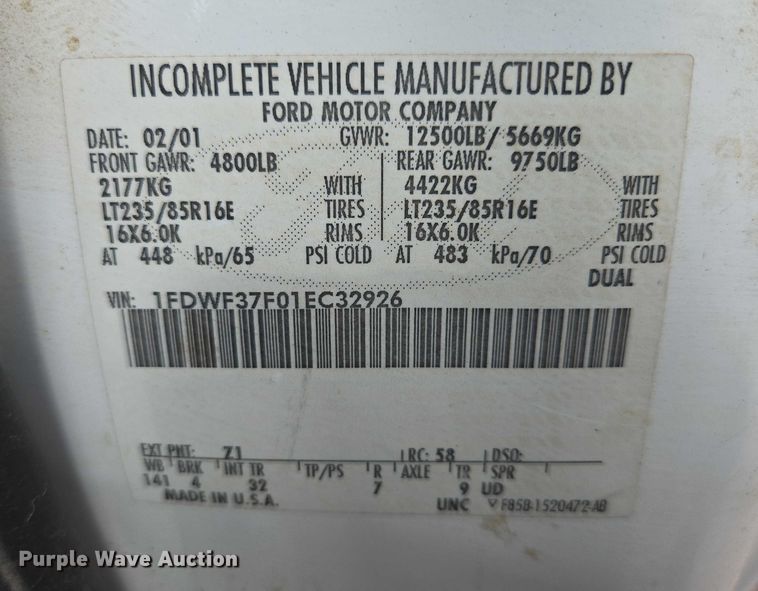 INCOMPLETE VEHICLE MANUFACTURED BY
FORD MOTOR COMPANY
DATE: 02/01 GVWR: 12500LB/ 5669KG
FRONT GAWR: 4800LB REAR GAWR: 9750LB
2177KG WITH 4422KG WITH
LT235/85R16E TIRES LT235/85R16E TIRES
16X6.0K RIMS 16X6.0K RIMS
AT 448 kPa/65 PSI COLD AT 483 kPa/70 PSI COLD
DUAL
VIN: 1FDWF37F01EC32926
EXT PNT: Z1 RC: 58 DSO:
WB BRK INT TR TP/PS R AXLE TR SPR
141 4 32 7 9 UD
MADE IN U.S.A. UNC F85B-1520472-AB
Purple Wave Auction